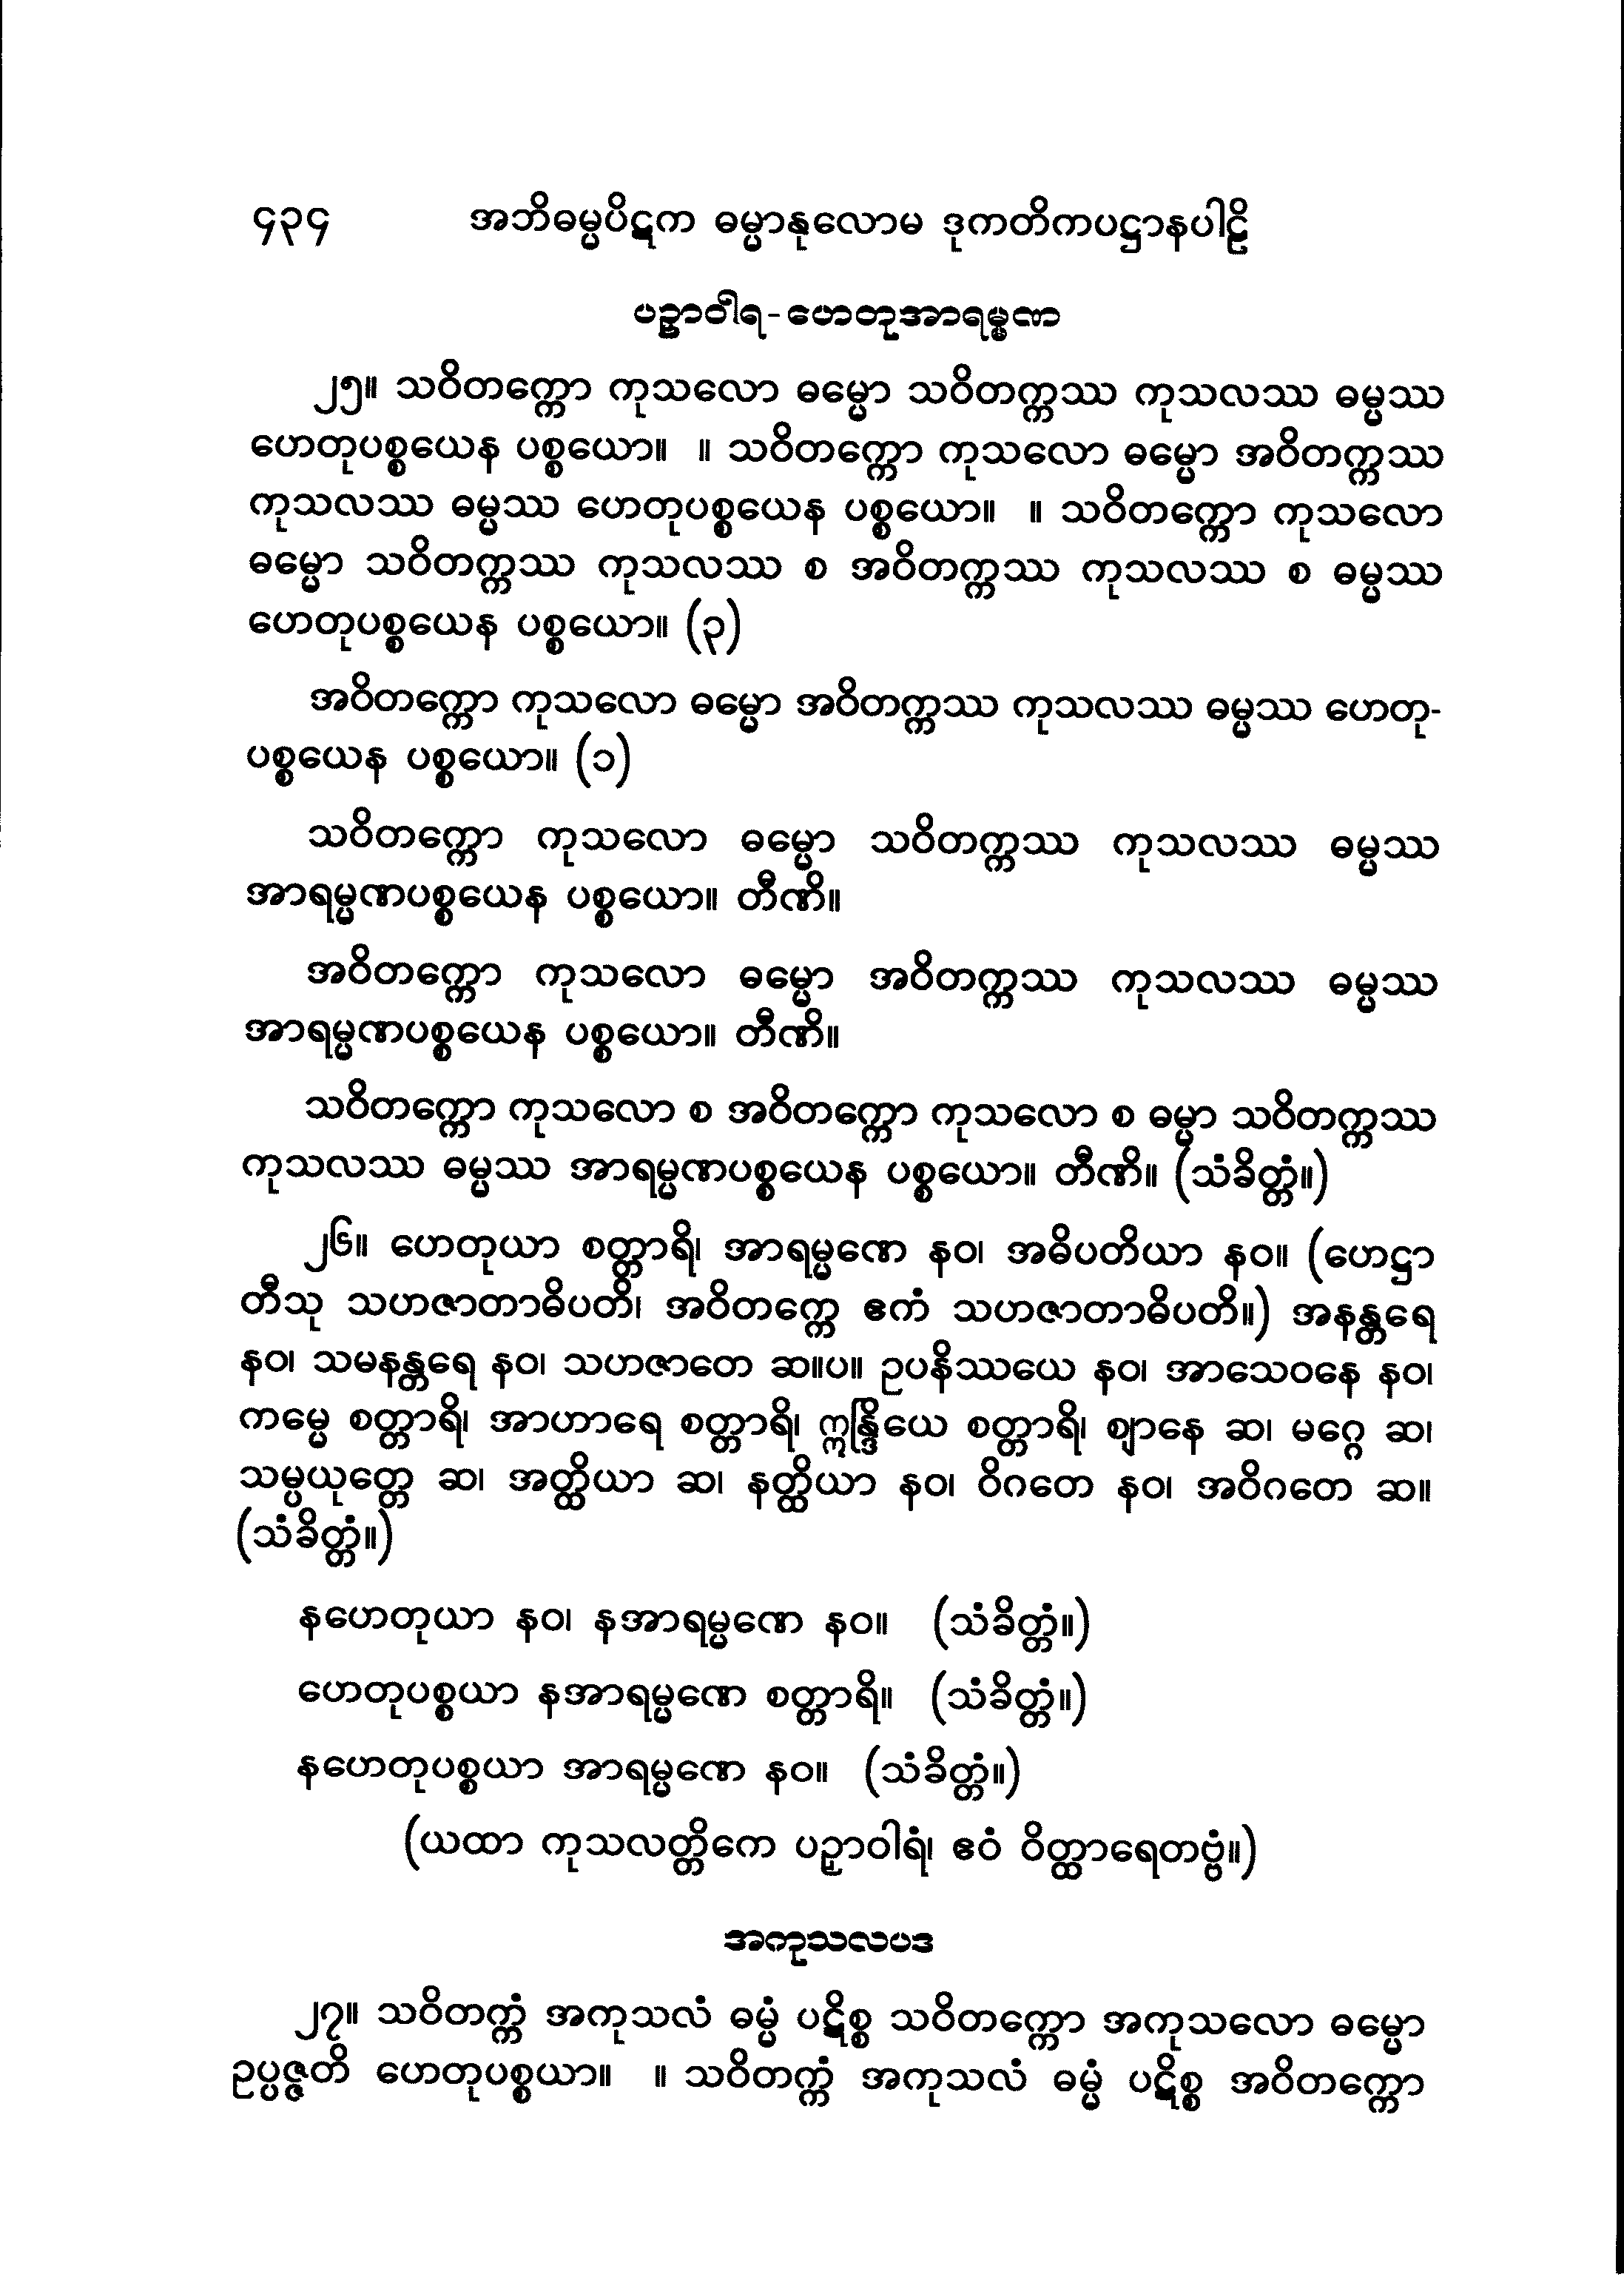 ၄၃၄ အဘိဓမ္မပိဋက ဓမ္မာနုလောမ ဒုကတိကပဋ္ဌာနပါဠိ
ပဉှာဝါရ-ဟေတုအာရမ္မဏ
၂၅။ သဝိတက္ကော ကုသလော ဓမ္မော သဝိတက္ကဿ ကုသလဿ ဓမ္မဿ
ဟေတုပစ္စယေန ပစ္စယော။ ။ သဝိတက္ကော ကုသလော ဓမ္မော အဝိတက္ကဿ
ကုသလဿ ဓမ္မဿ ဟေတုပစ္စယေန ပစ္စယော။ ။ သဝိတက္ကော ကုသလော
ဓမ္မော သဝိတက္ကဿ ကုသလဿ စ အဝိတက္ကဿ ကုသလဿ စ ဓမ္မဿ
ဟေတုပစ္စယေန ပစ္စယော။ (၃)
အဝိတက္ကော ကုသလော ဓမ္မော အဝိတက္ကဿ ကုသလဿ ဓမ္မဿ ဟေတု-
ပစ္စယေန ပစ္စယော။ (၁)
သဝိတက္ကော ကုသလော ဓမ္မော သဝိတက္ကဿ ကုသလဿ ဓမ္မဿ
အာရမ္မဏပစ္စယေန ပစ္စယော။ တီဏိ။
အဝိတက္ကော ကုသလော ဓမ္မော အဝိတက္ကဿ ကုသလဿ ဓမ္မဿ
အာရမ္မဏပစ္စယေန ပစ္စယော။ တီဏိ။
သဝိတက္ကော ကုသလော စ အဝိတက္ကော ကုသလော စ ဓမ္မာ သဝိတက္ကဿ
ကုသလဿ ဓမ္မဿ အာရမ္မဏပစ္စယေန ပစ္စယော။ တီဏိ။ (သံခိတ္တံ။)
၂၆။ ဟေတုယာ စတ္တာရိ၊ အာရမ္မဏေ နဝ၊ အဓိပတိယာ နဝ။ (ဟေဋ္ဌာ
တီသု သဟဇာတာဓိပတိ၊ အဝိတက္ကေ ဧကံ သဟဇာတာဓိပတိ။) အနန္တရေ
နဝ၊ သမနန္တရေ နဝ၊ သဟဇာတေ ဆ။ပ။ ဥပနိဿယေ နဝ၊ အာသေဝနေ နဝ၊
ကမ္မေ စတ္တာရိ၊ အာဟာရေ စတ္တာရိ၊ ဣန္ဒြိယေ စတ္တာရိ၊ ဈာနေ ဆ၊ မဂ္ဂေ ဆ၊
သမ္ပယုတ္တေ ဆ၊ အတ္ထိယာ ဆ၊ နတ္ထိယာ နဝ၊ ဝိဂတေ နဝ၊ အဝိဂတေ ဆ။
(သံခိတ္တံ။)
နဟေတုယာ နဝ၊ နအာရမ္မဏေ နဝ။ (သံခိတ္တံ။)
ဟေတုပစ္စယာ နအာရမ္မဏေ စတ္တာရိ။ (သံခိတ္တံ။)
နဟေတုပစ္စယာ အာရမ္မဏေ နဝ။ (သံခိတ္တံ။)
(ယထာ ကုသလတ္တိကေ ပဉှာဝါရံ၊ ဧဝံ ဝိတ္ထာရေတဗ္ဗံ။)
အကုသလပဒ
၂၇။ သဝိတက္ကံ အကုသလံ ဓမ္မံ ပဋိစ္စ သဝိတက္ကော အကုသလော ဓမ္မော
ဥပ္ပဇ္ဇတိ ဟေတုပစ္စယာ။ ။ သဝိတက္ကံ အကုသလံ ဓမ္မံ ပဋိစ္စ အဝိတက္ကော